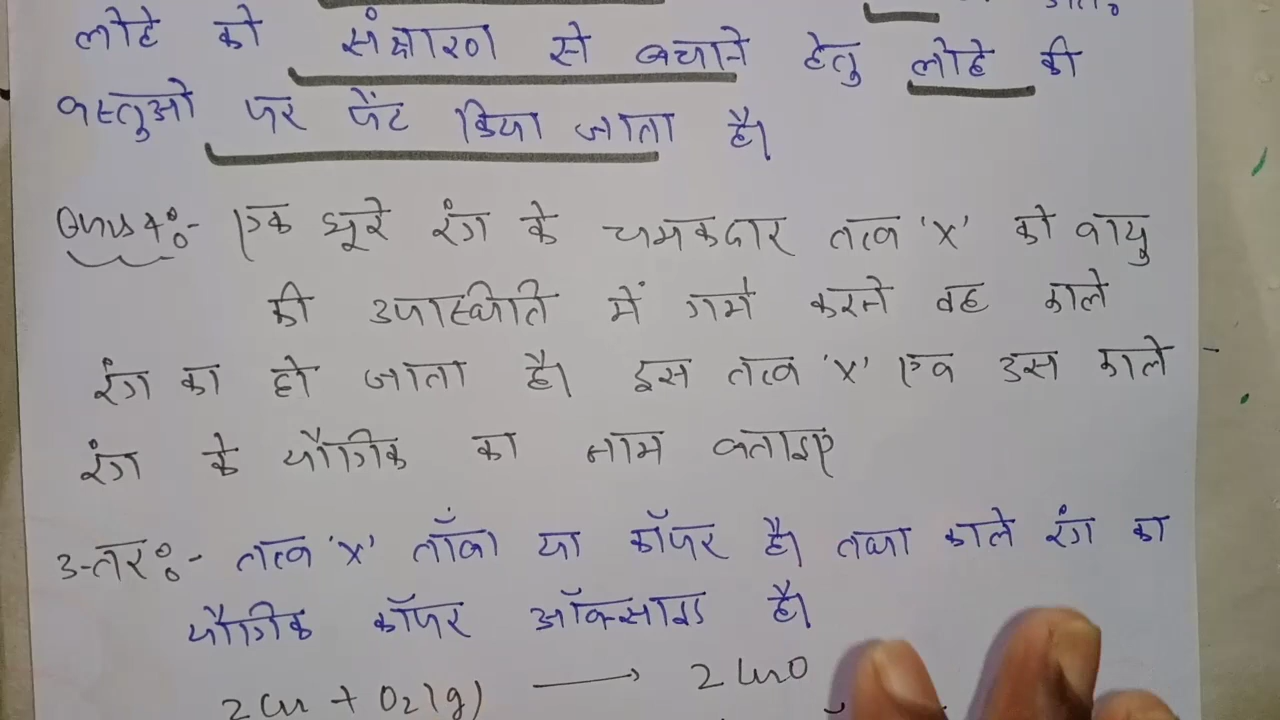 लोहे को संक्षारण से बचाने हेतु लोहे की
वस्तुओ पर पेंट किया जाता है।
Ques 4:- एक भूरे रंग के चमकदार तत्व 'x' को वायु
की उपास्थिति में गर्म करने वह काले
रंग का हो जाता है। इस तत्व 'x' एव उस काले -
रंग के यौगिक का नाम बताइए
उत्तर:- तत्व 'x' ताँबा या कॉपर है। तथा काले रंग का
यौगिक कॉपर ऑक्साइड है।
2Cu + O2(g) ⟶ 2CuO